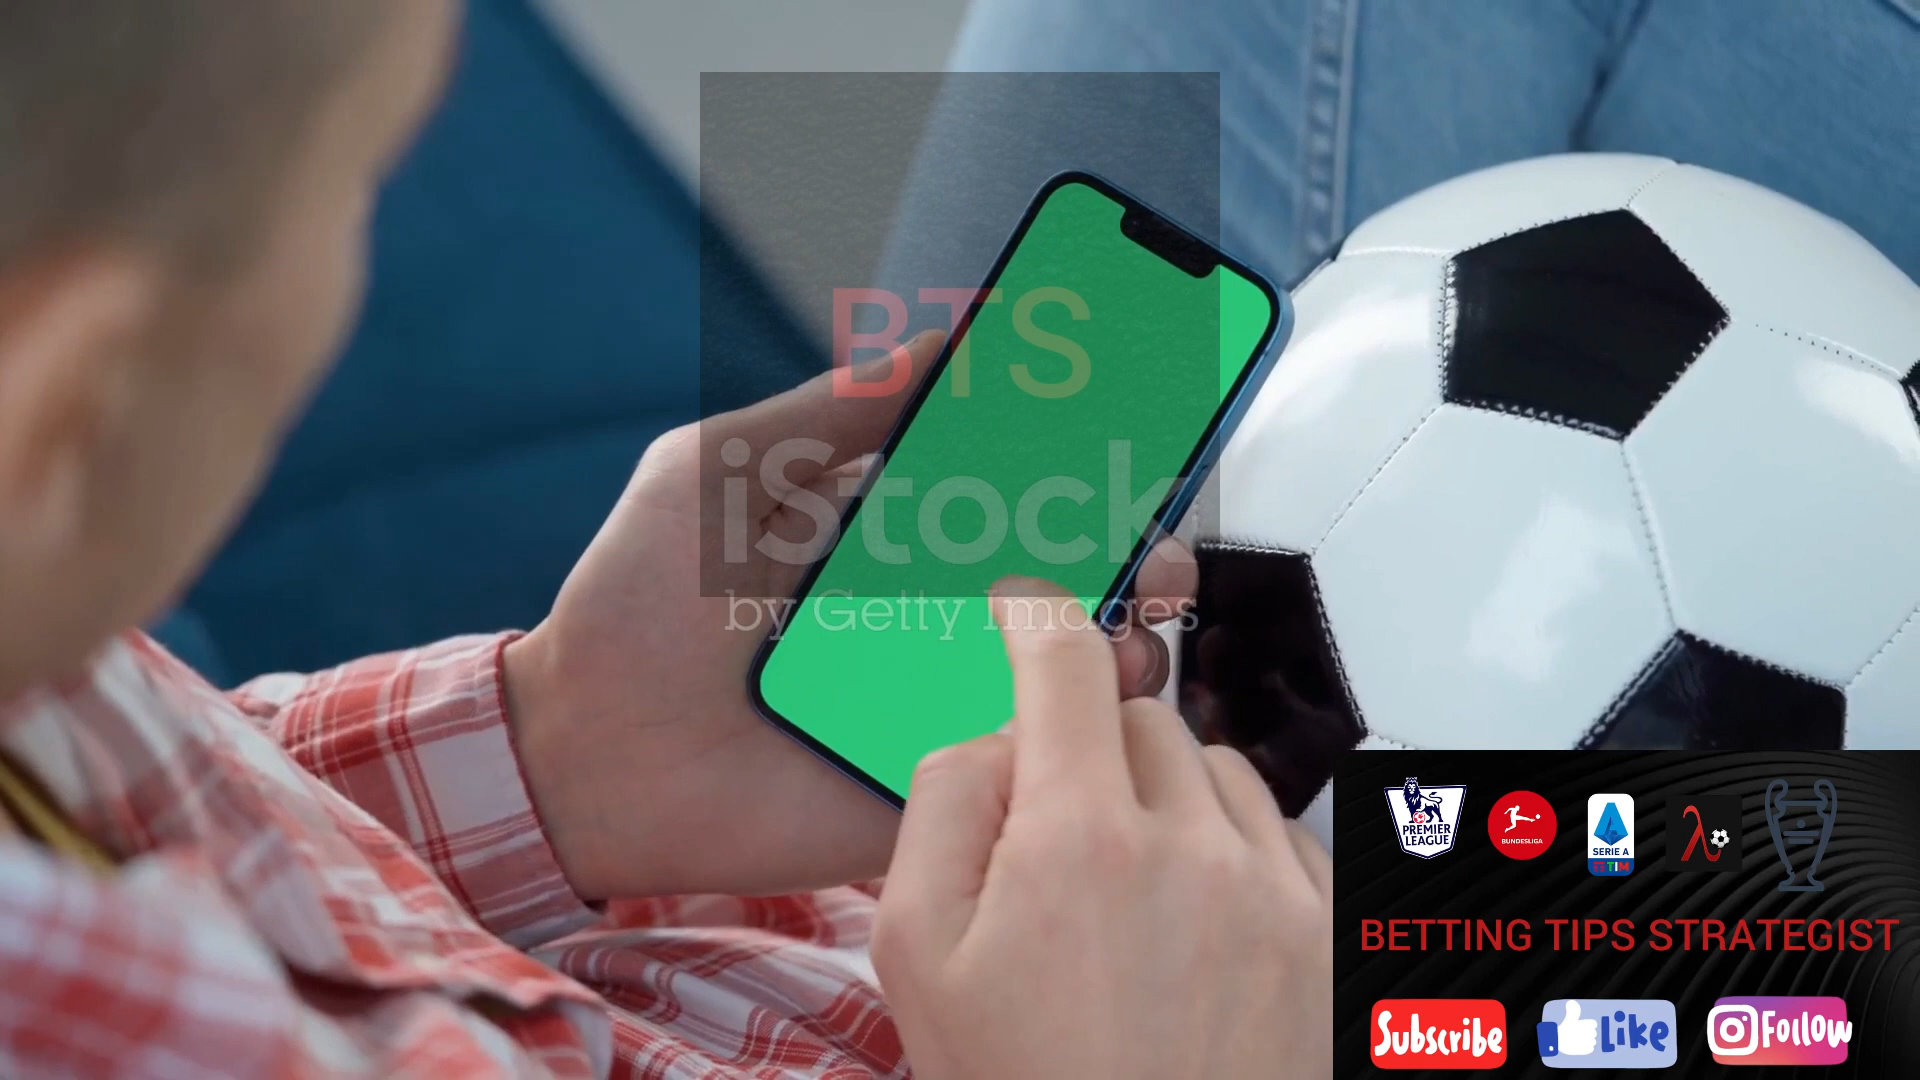 BTS
iStock
by Getty Images
PREMIER
LEAGUE
BUNDESLIGA
SERIE A
TIM
BETTING TIPS STRATEGIST
Subscribe
Like
Follow